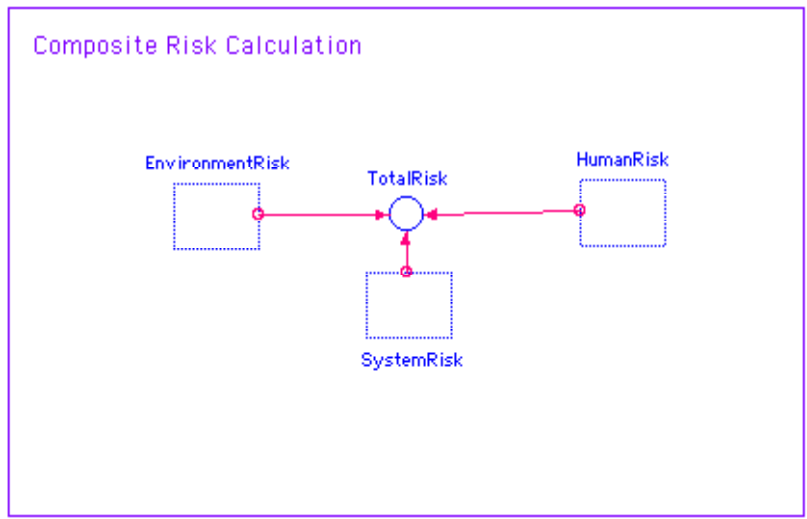 Composite Risk Calculation
EnvironmentRisk
TotalRisk
HumanRisk
SystemRisk